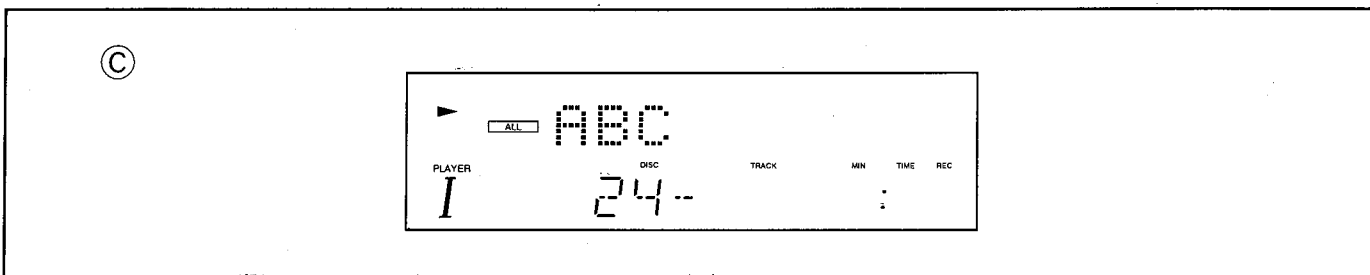 Ⓒ
ALL ABC
PLAYER DISC TRACK MIN TIME REC
I 24- :